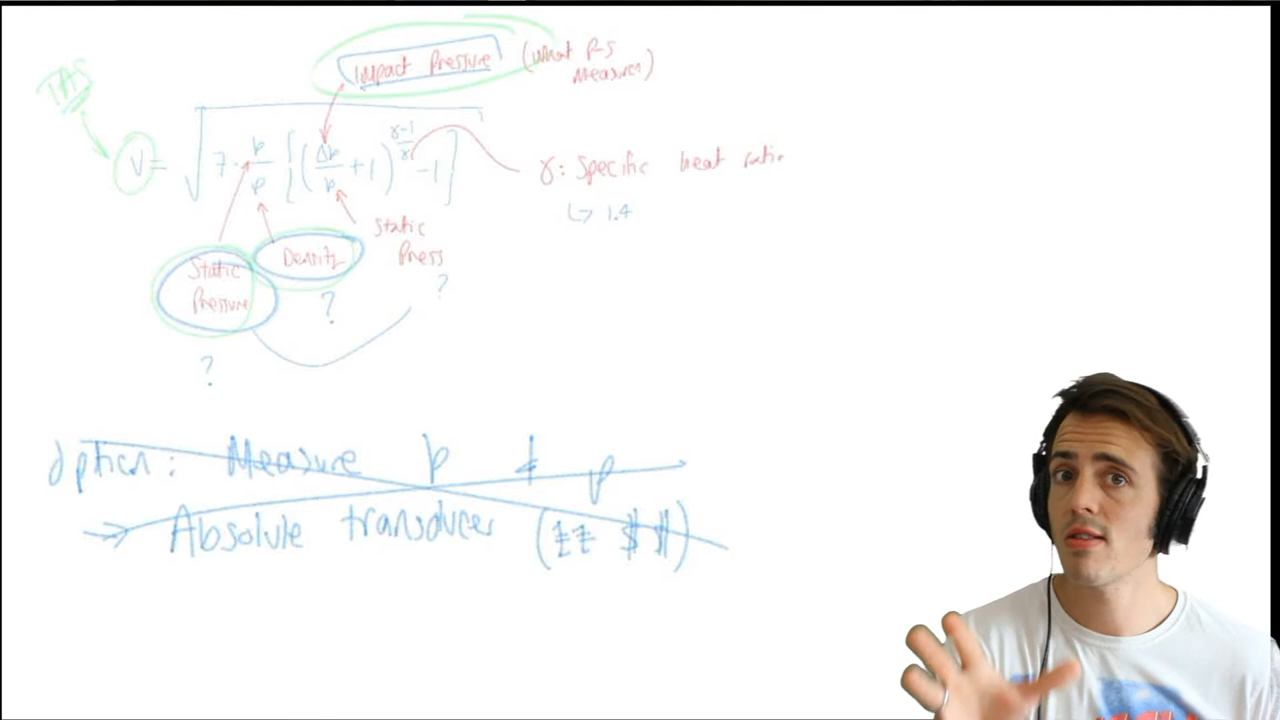 Impact Pressure (what P-S
Measures)
TAS
V = √ 7 · p/ρ [ ( Δp/p + 1 )^(γ-1)/γ - 1 ]
γ: Specific heat ratio
↳ 1.4
Static
Press
?
Density
?
Static
Pressure
?
Option: Measure p & ρ
→ Absolute transducer (££ $$)